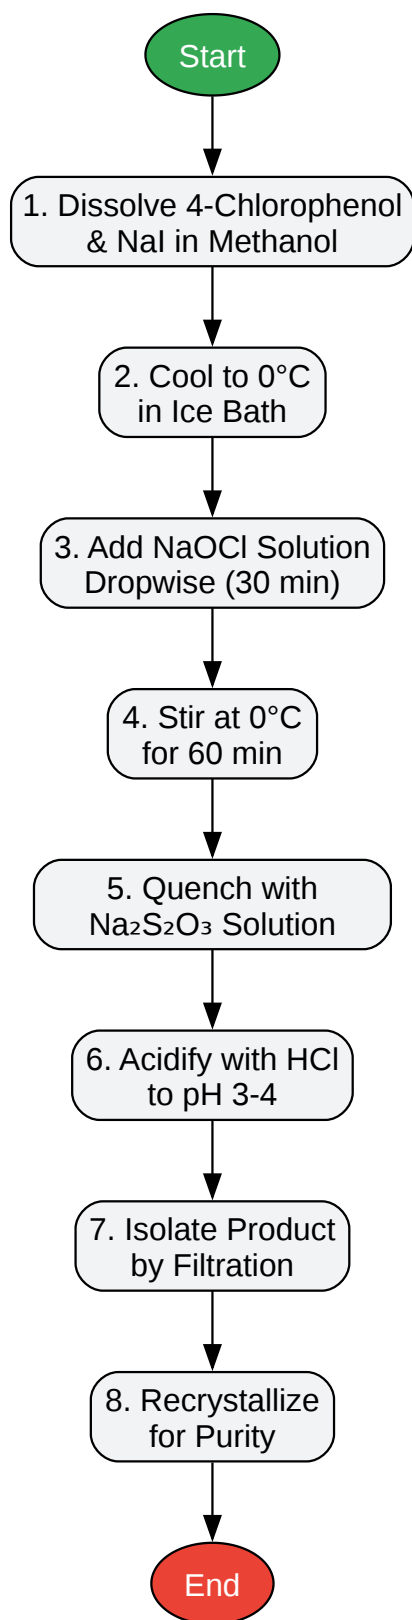 Start
1. Dissolve 4-Chlorophenol
& NaI in Methanol
2. Cool to 0°C
in Ice Bath
3. Add NaOCl Solution
Dropwise (30 min)
4. Stir at 0°C
for 60 min
5. Quench with
Na₂S₂O₃ Solution
6. Acidify with HCl
to pH 3-4
7. Isolate Product
by Filtration
8. Recrystallize
for Purity
End